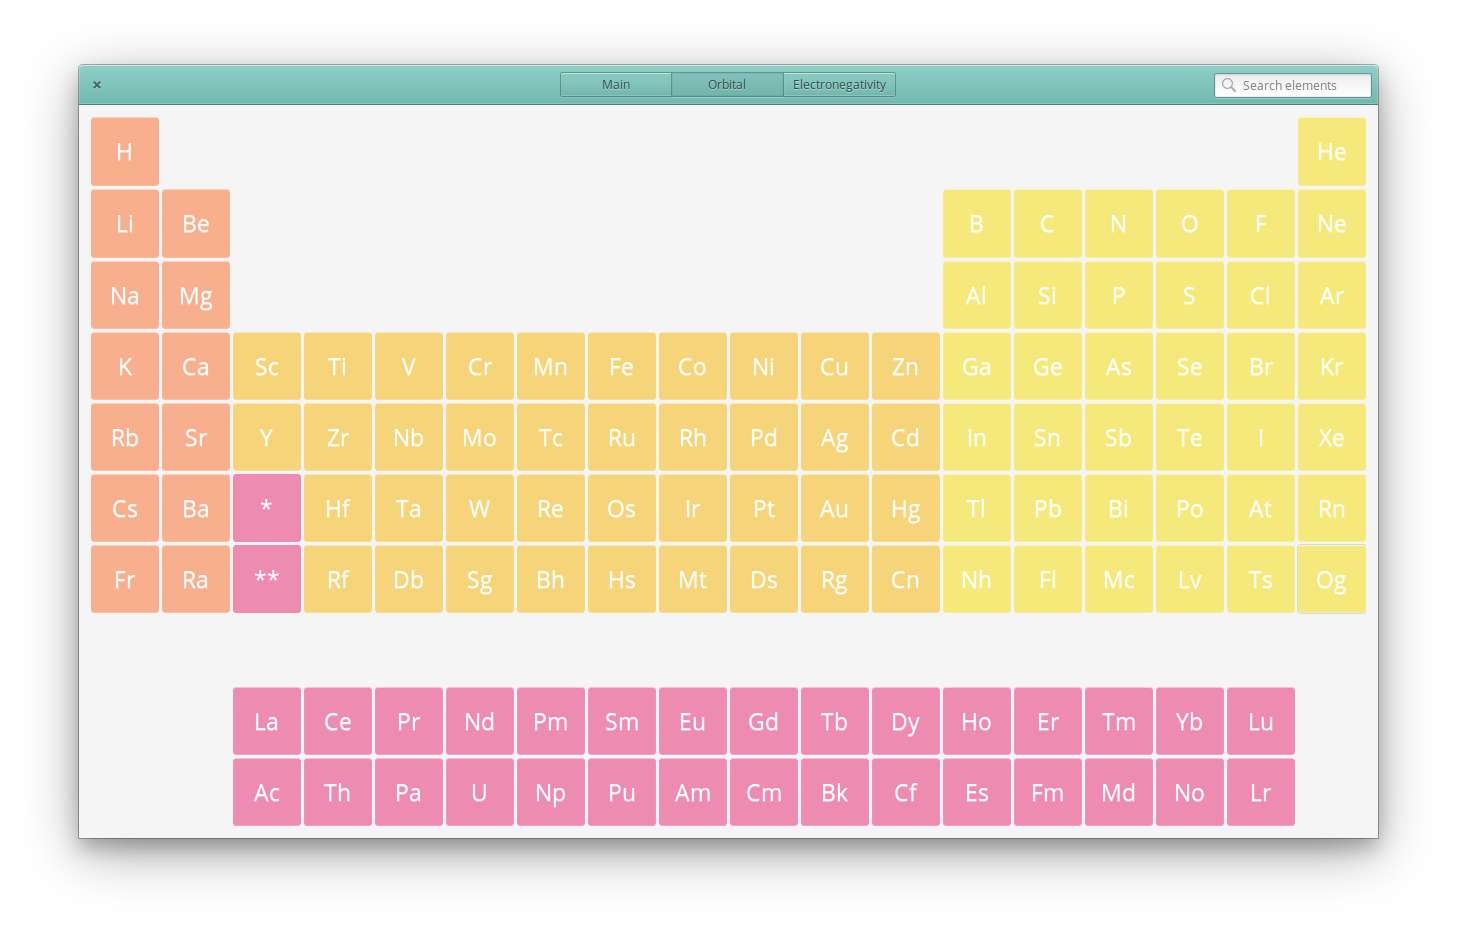 × Main Orbital Electronegativity Search elements
H He
Li Be B C N O F Ne
Na Mg Al Si P S Cl Ar
K Ca Sc Ti V Cr Mn Fe Co Ni Cu Zn Ga Ge As Se Br Kr
Rb Sr Y Zr Nb Mo Tc Ru Rh Pd Ag Cd In Sn Sb Te I Xe
Cs Ba * Hf Ta W Re Os Ir Pt Au Hg Tl Pb Bi Po At Rn
Fr Ra ** Rf Db Sg Bh Hs Mt Ds Rg Cn Nh Fl Mc Lv Ts Og
La Ce Pr Nd Pm Sm Eu Gd Tb Dy Ho Er Tm Yb Lu
Ac Th Pa U Np Pu Am Cm Bk Cf Es Fm Md No Lr